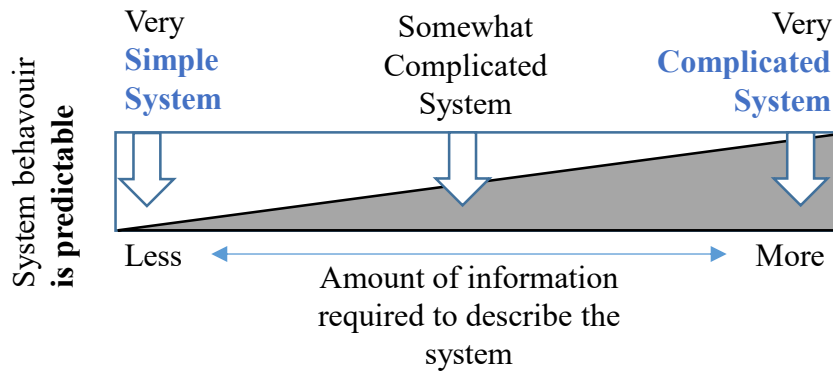 Very
Simple
System
Somewhat
Complicated
System
Very
Complicated
System
System behavouir
is predictable
Less
More
Amount of information
required to describe the
system